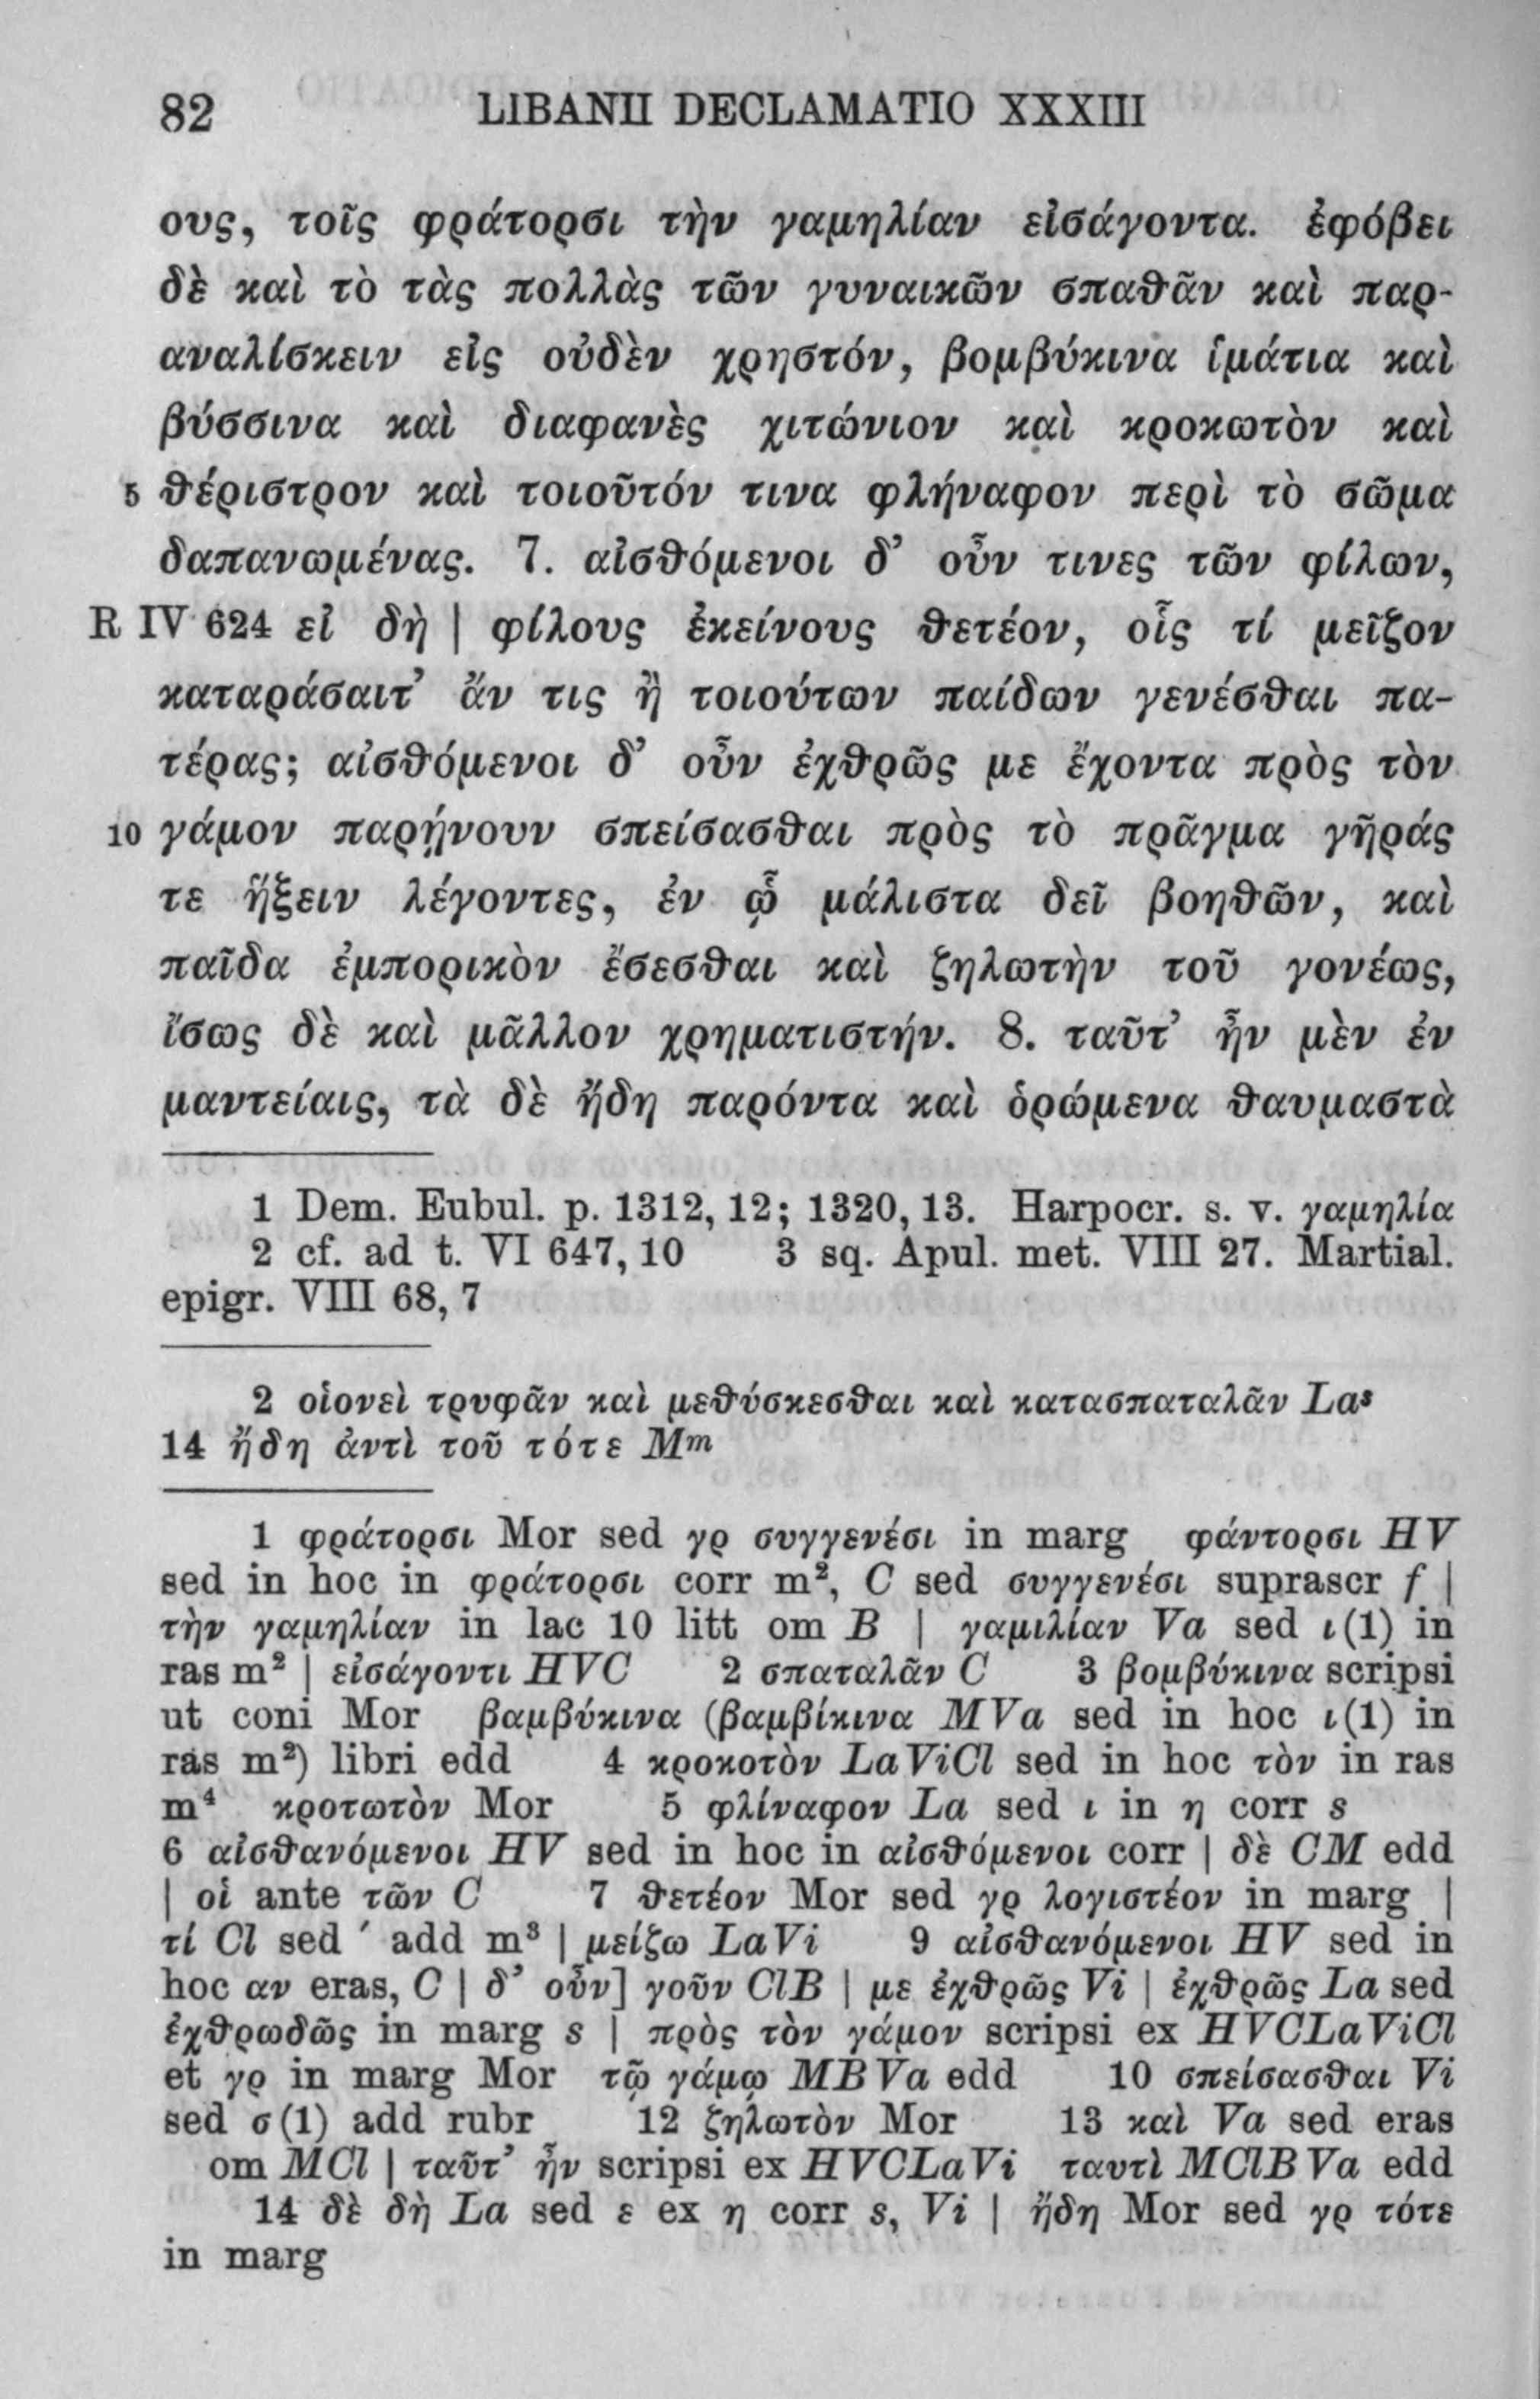 82 LIBANII DECLAMATIO XXXIII
ους, τοῖς φράτορσι τὴν γαμηλίαν εἰσάγοντα. ἐφόβει
δὲ καὶ τὸ τὰς πολλὰς τῶν γυναικῶν σπαθᾶν καὶ παρ-
αναλίσκειν εἰς οὐδὲν χρηστόν, βομβύκινα ἱμάτια καὶ
βύσσινα καὶ διαφανὲς χιτώνιον καὶ κροκωτὸν καὶ
5 θέριστρον καὶ τοιοῦτόν τινα φλήναφον περὶ τὸ σῶμα
δαπανωμένας. 7. αἰσθόμενοι δ’ οὖν τινες τῶν φίλων,
R IV 624 εἰ δὴ | φίλους ἐκείνους θετέον, οἷς τί μεῖζον
καταράσαιτ’ ἄν τις ἢ τοιούτων παίδων γενέσθαι πα-
τέρας; αἰσθόμενοι δ’ οὖν ἐχθρῶς με ἔχοντα πρὸς τὸν
10 γάμον παρῄνουν σπείσασθαι πρὸς τὸ πρᾶγμα γῆράς
τε ἥξειν λέγοντες, ἐν ᾧ μάλιστα δεῖ βοηθῶν, καὶ
παῖδα ἐμπορικὸν ἔσεσθαι καὶ ζηλωτὴν τοῦ γονέως,
ἴσως δὲ καὶ μᾶλλον χρηματιστήν. 8. ταῦτ’ ἦν μὲν ἐν
μαντείαις, τὰ δὲ ἤδη παρόντα καὶ ὁρώμενα θαυμαστὰ
1 Dem. Eubul. p. 1312, 12; 1320, 13. Harpocr. s. v. γαμηλία
2 cf. ad t. VI 647, 10 3 sq. Apul. met. VIII 27. Martial.
epigr. VIII 68, 7
2 οἱονεὶ τρυφᾶν καὶ μεθύσκεσθαι καὶ κατασπαταλᾶν Laˢ
14 ἤδη ἀντὶ τοῦ τότε Mᵐ
1 φράτορσι Mor sed γρ συγγενέσι in marg φάντορσι HV
sed in hoc in φράτορσι corr m², C sed συγγενέσι suprascr f |
τὴν γαμηλίαν in lac 10 litt om B | γαμιλίαν Va sed ι(1) in
ras m² | εἰσάγοντι HVC 2 σπαταλᾶν C 3 βομβύκινα scripsi
ut coni Mor βαμβύκινα (βαμβίκινα MVa sed in hoc ι(1) in
ras m²) libri edd 4 κροκοτὸν LaViCl sed in hoc τὸν in ras
m⁴ κροτωτὸν Mor 5 φλίναφον La sed ι in η corr s
6 αἰσθανόμενοι HV sed in hoc in αἰσθόμενοι corr | δὲ CM edd
| οἱ ante τῶν C 7 θετέον Mor sed γρ λογιστέον in marg |
τί Cl sed ´ add m³ | μείζω LaVi 9 αἰσθανόμενοι HV sed in
hoc αν eras, C | δ’ οὖν] γοῦν ClB | με ἐχθρῶς Vi | ἐχθρῶς La sed
ἐχθρωδῶς in marg s | πρὸς τὸν γάμον scripsi ex HVCLaViCl
et γρ in marg Mor τῷ γάμῳ MBVa edd 10 σπείσασθαι Vi
sed σ(1) add rubr 12 ζηλωτὸν Mor 13 καὶ Va sed eras
om MCl | ταῦτ’ ἦν scripsi ex HVCLaVi ταυτὶ MClBVa edd
14 δὲ δὴ La sed ε ex η corr s, Vi | ἤδη Mor sed γρ τότε
in marg